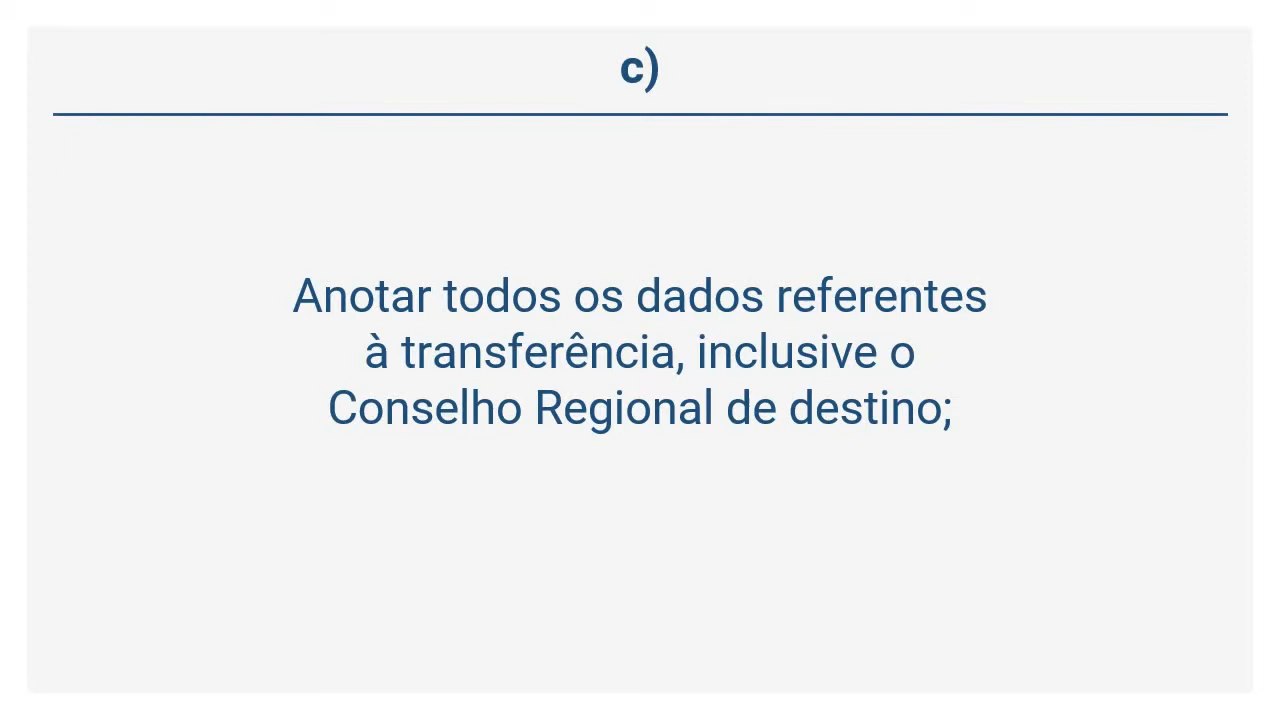 c)
Anotar todos os dados referentes
à transferência, inclusive o
Conselho Regional de destino;